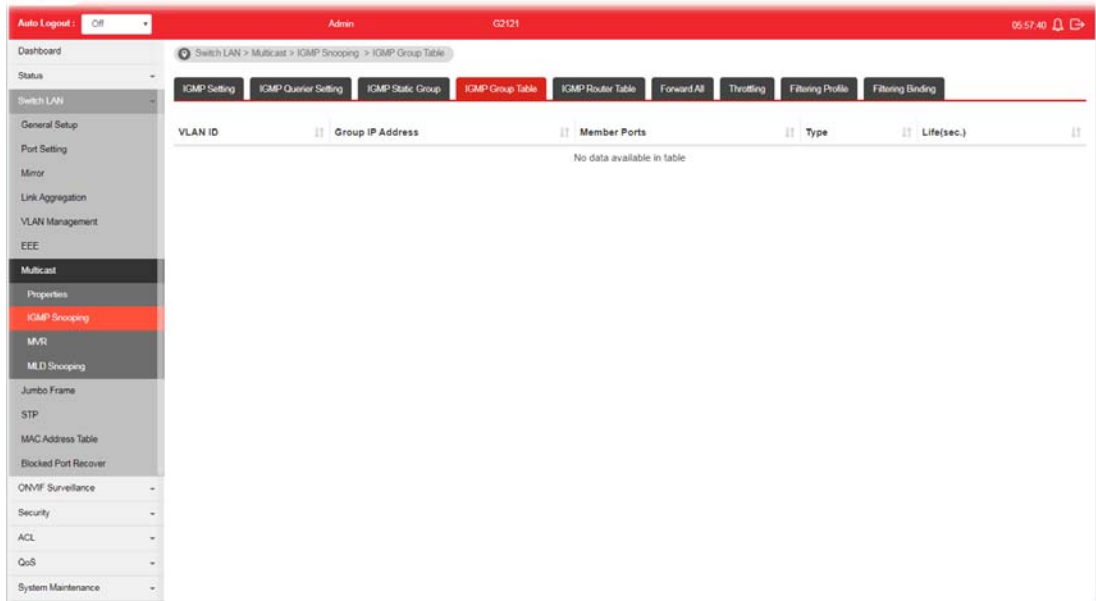 Auto Logout : Off Admin G2121 05:57:40
Dashboard
Status
Switch LAN
General Setup
Port Setting
Mirror
Link Aggregation
VLAN Management
EEE
Multicast
Properties
IGMP Snooping
MVR
MLD Snooping
Jumbo Frame
STP
MAC Address Table
Blocked Port Recover
ONVIF Surveillance
Security
ACL
QoS
System Maintenance
Switch LAN > Multicast > IGMP Snooping > IGMP Group Table
IGMP Setting IGMP Querier Setting IGMP Static Group IGMP Group Table IGMP Router Table Forward All Throttling Filtering Profile Filtering Binding
VLAN ID Group IP Address Member Ports Type Life(sec.)
No data available in table